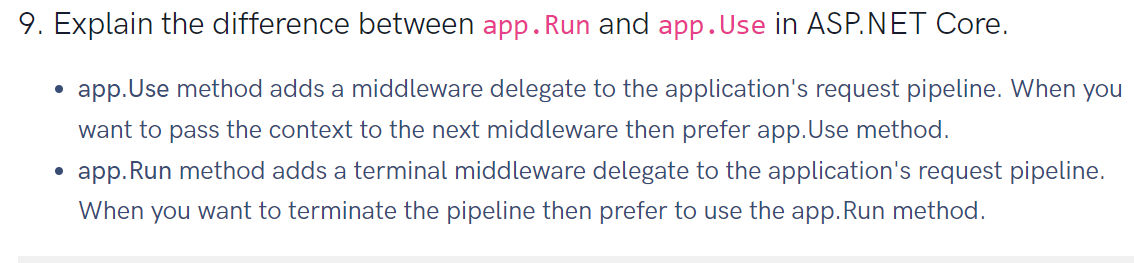 9. Explain the difference between app.Run and app.Use in ASP.NET Core.
• app.Use method adds a middleware delegate to the application's request pipeline. When you
want to pass the context to the next middleware then prefer app.Use method.
• app.Run method adds a terminal middleware delegate to the application's request pipeline.
When you want to terminate the pipeline then prefer to use the app.Run method.